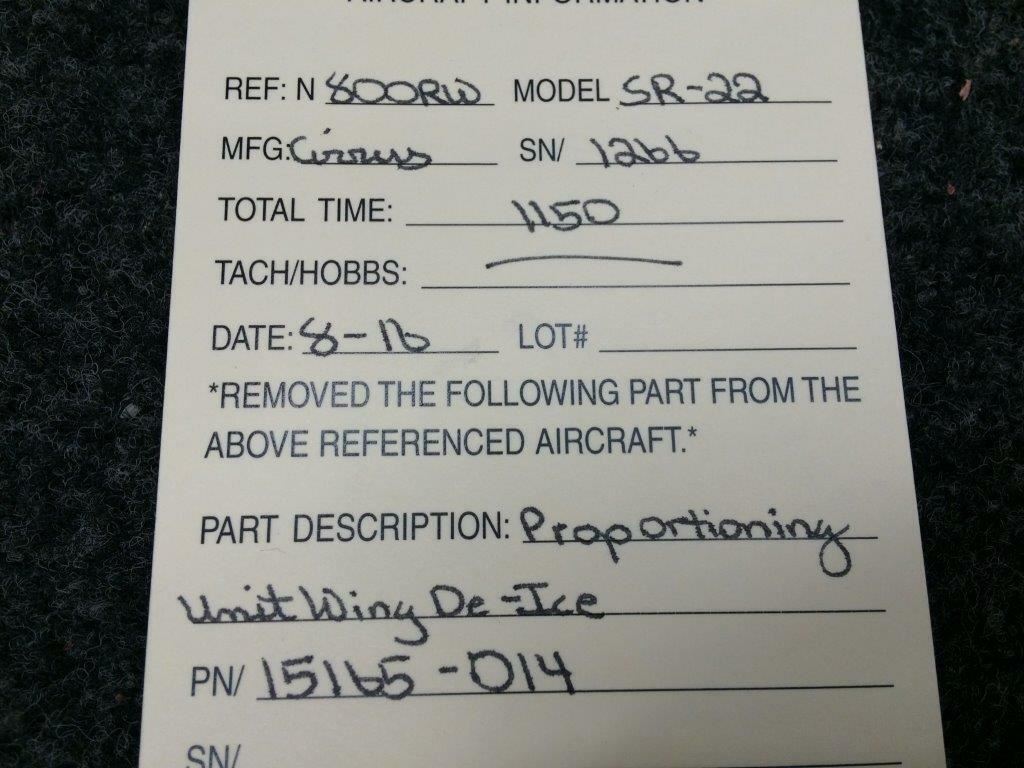 AIRCRAFT INFORMATION
REF: N 800RW MODEL SR-22
MFG: Cirrus SN/ 1266
TOTAL TIME: 1150
TACH/HOBBS: —
DATE: 8-16 LOT#
*REMOVED THE FOLLOWING PART FROM THE
ABOVE REFERENCED AIRCRAFT.*
PART DESCRIPTION: Proportioning
Unit Wing De-Ice
PN/ 15165-014
SN/